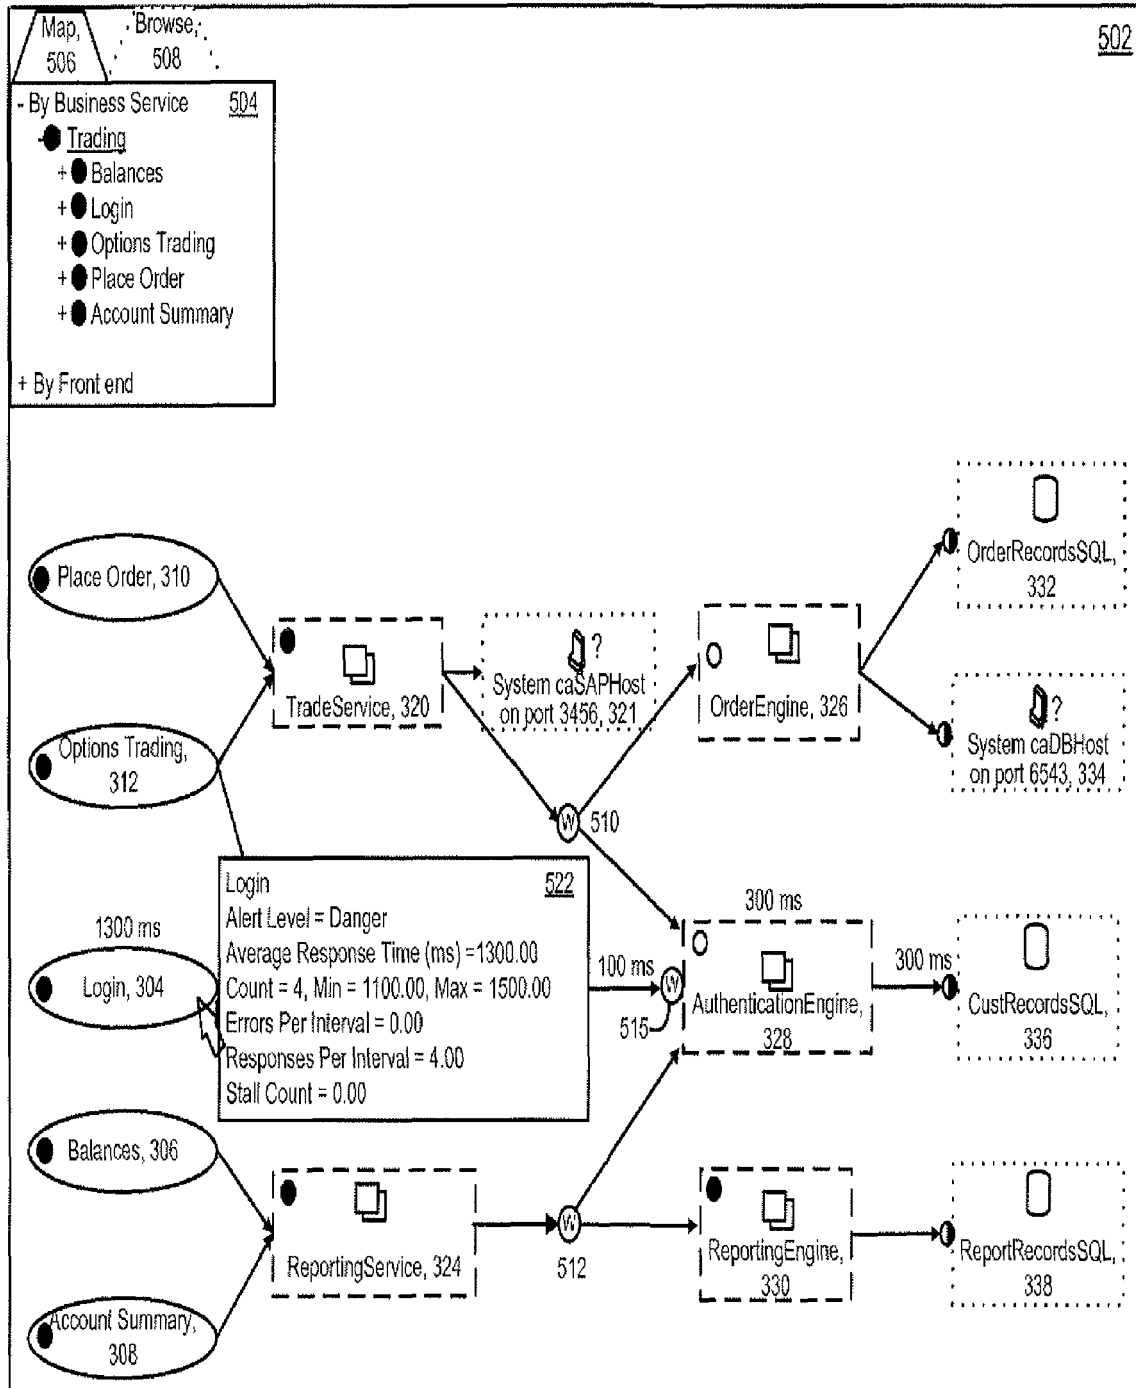 Map,
506
Browse,
508
502
- By Business Service 504
- Trading
+ Balances
+ Login
+ Options Trading
+ Place Order
+ Account Summary
+ By Front end
OrderRecordsSQL,
332
Place Order, 310
TradeService, 320
?
System caSAPHost
on port 3456, 321
OrderEngine, 326
?
System caDBHost
on port 6543, 334
Options Trading,
312
W 510
Login 522
Alert Level = Danger
Average Response Time (ms) =1300.00
Count = 4, Min = 1100.00, Max = 1500.00
Errors Per Interval = 0.00
Responses Per Interval = 4.00
Stall Count = 0.00
1300 ms
Login, 304
100 ms
W
515
300 ms
AuthenticationEngine,
328
300 ms
CustRecordsSQL,
336
Balances, 306
ReportingService, 324
W
512
ReportingEngine,
330
ReportRecordsSQL,
338
Account Summary,
308